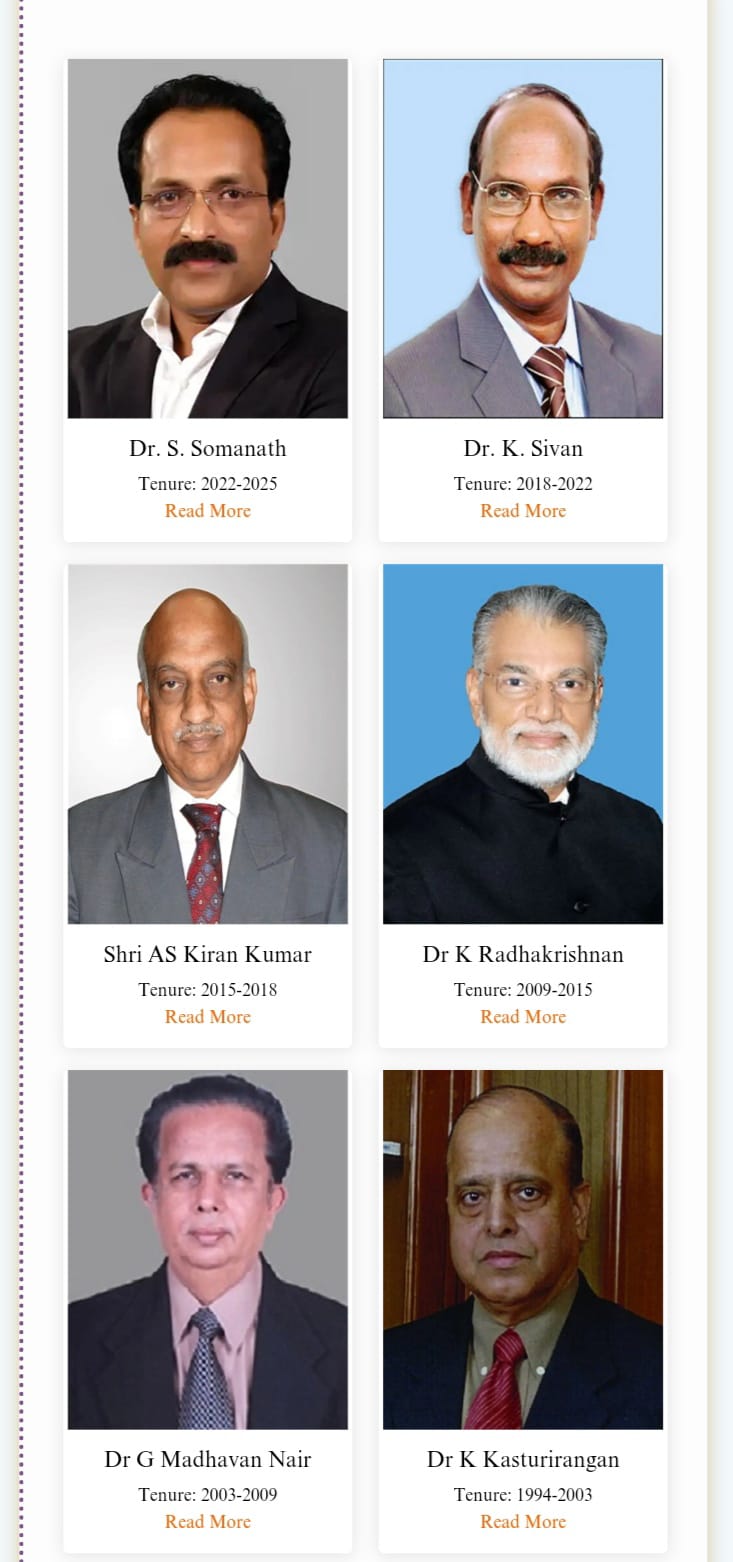 Dr. S. Somanath
Tenure: 2022-2025
Read More
Dr. K. Sivan
Tenure: 2018-2022
Read More
Shri AS Kiran Kumar
Tenure: 2015-2018
Read More
Dr K Radhakrishnan
Tenure: 2009-2015
Read More
Dr G Madhavan Nair
Tenure: 2003-2009
Read More
Dr K Kasturirangan
Tenure: 1994-2003
Read More